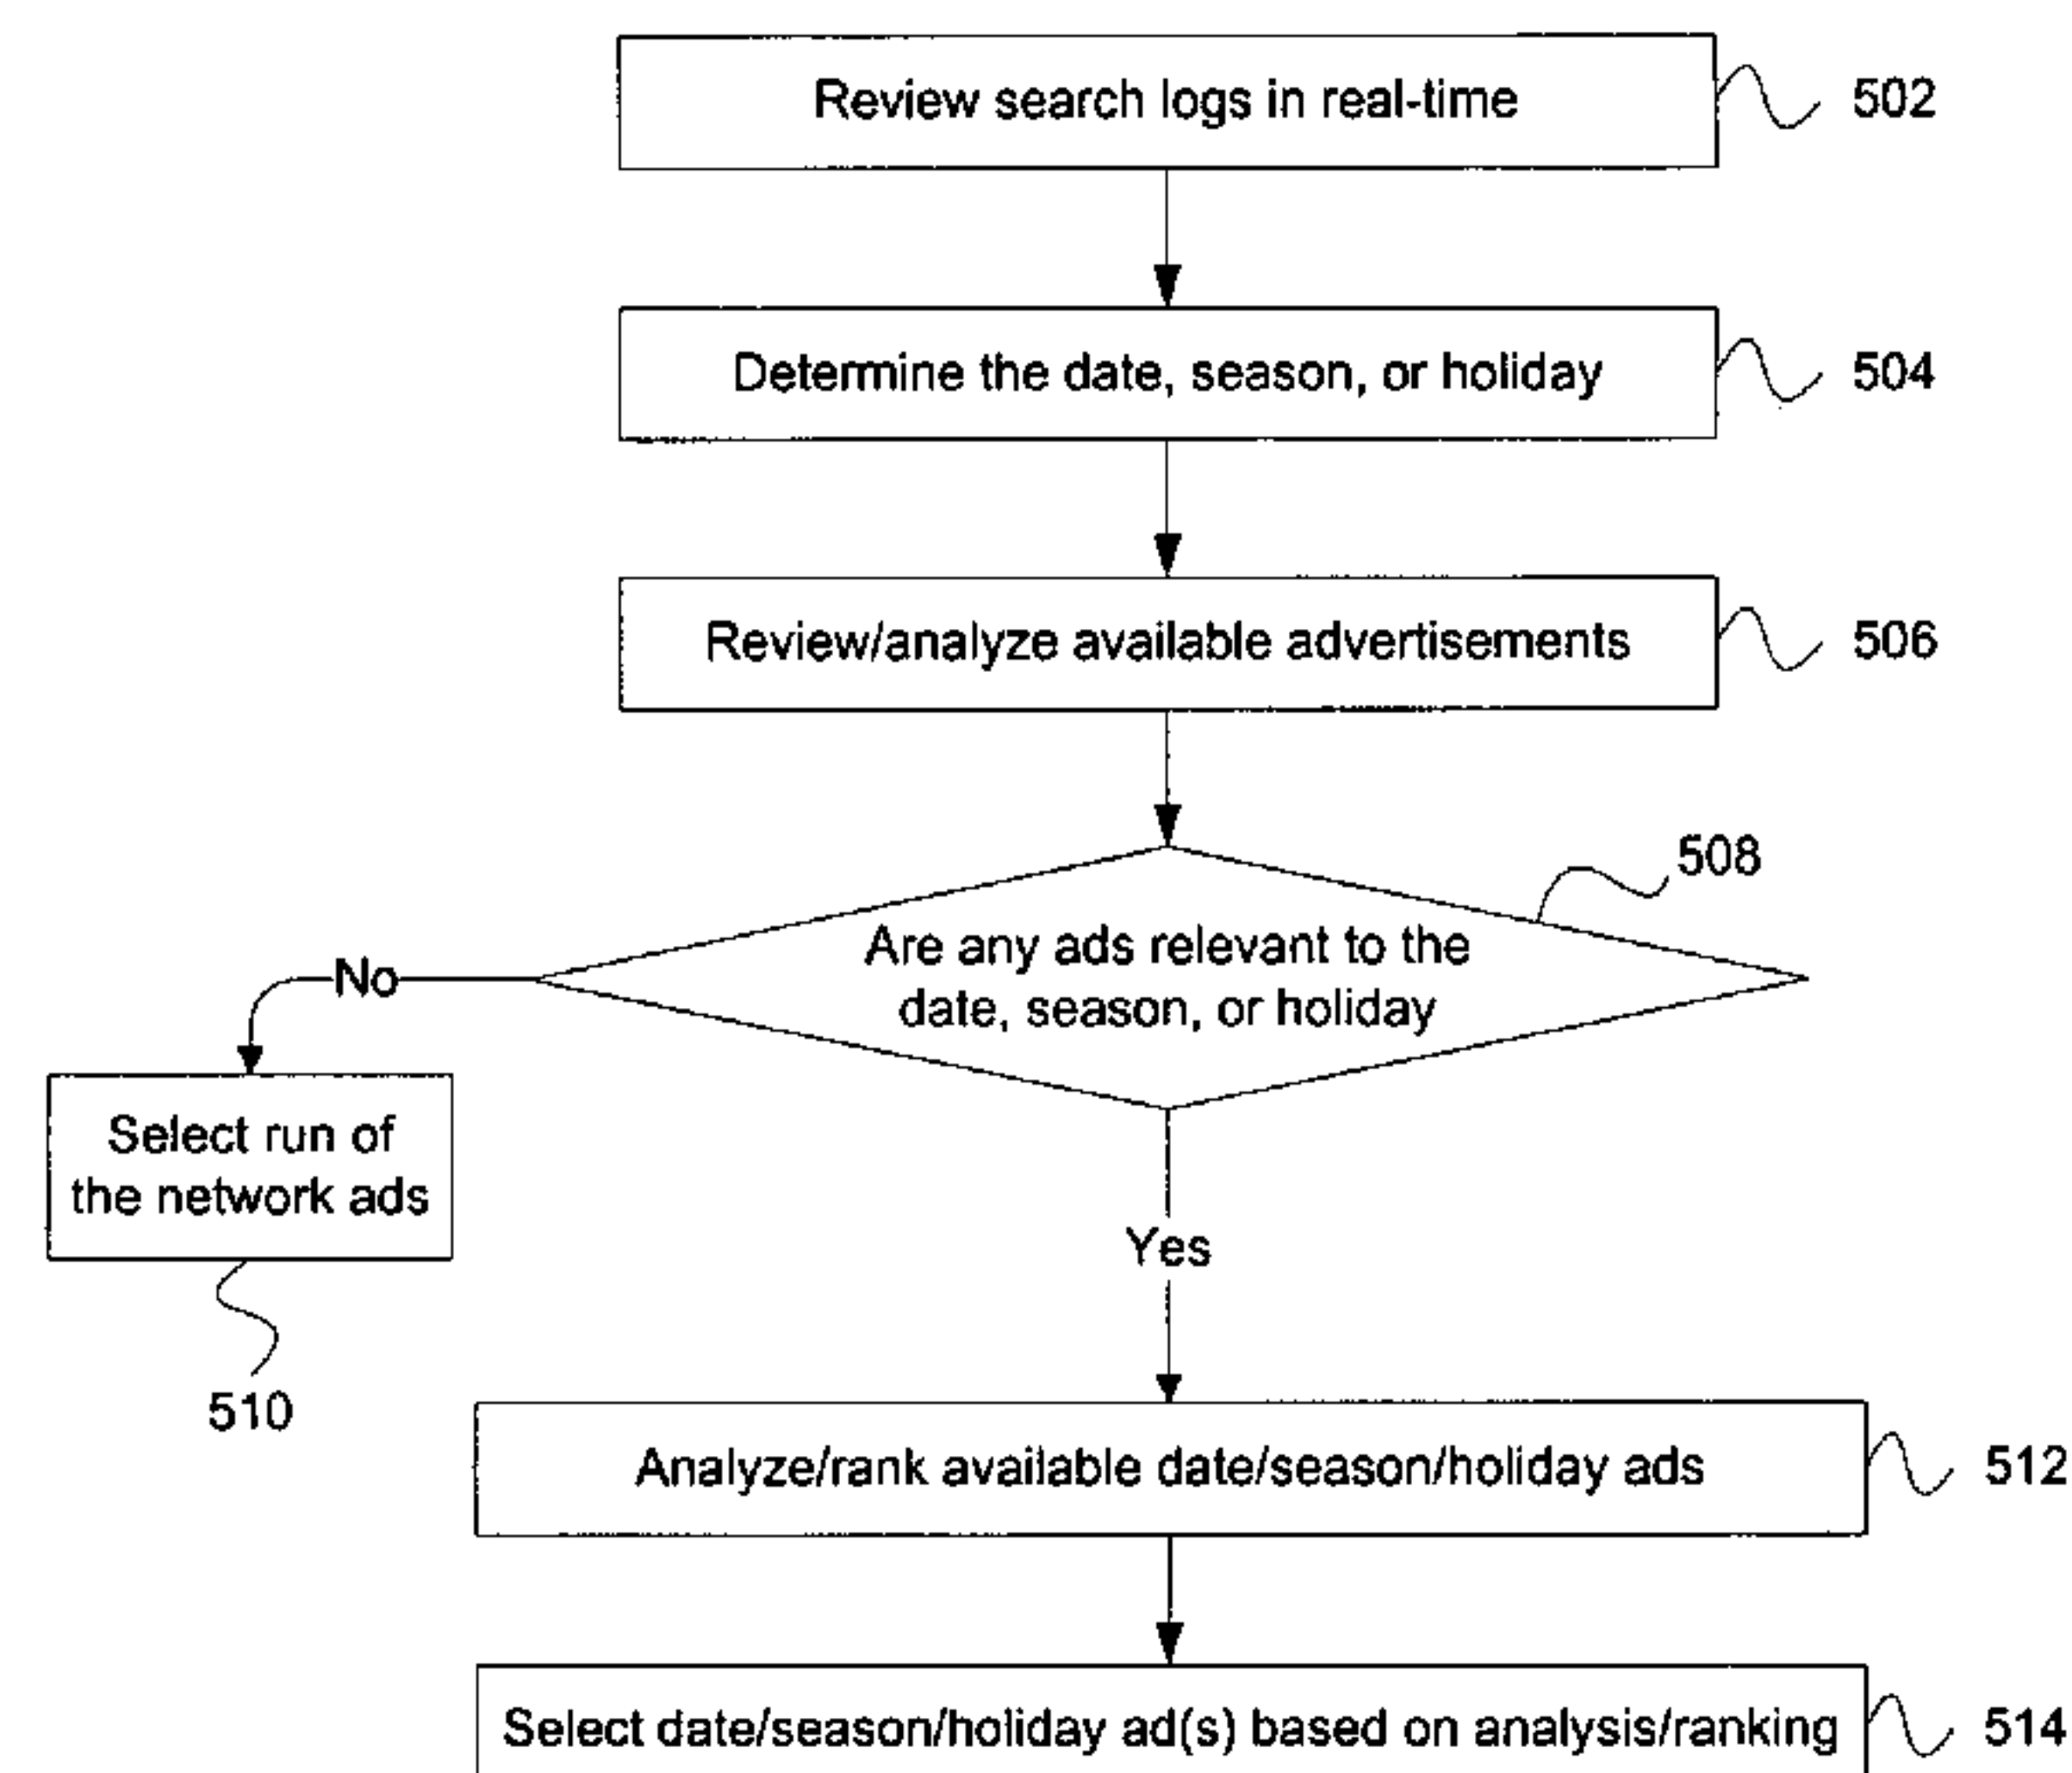 Review search logs in real-time
502
Determine the date, season, or holiday
504
Review/analyze available advertisements
506
508
Are any ads relevant to the
date, season, or holiday
No
Select run of
the network ads
510
Yes
Analyze/rank available date/season/holiday ads
512
Select date/season/holiday ad(s) based on analysis/ranking
514